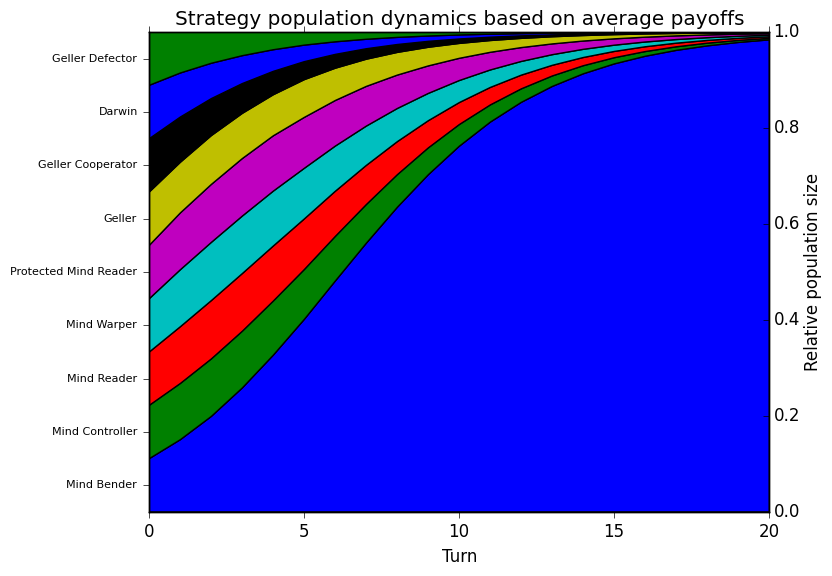 Strategy population dynamics based on average payoffs
Geller Defector
Darwin
Geller Cooperator
Geller
Protected Mind Reader
Mind Warper
Mind Reader
Mind Controller
Mind Bender
1.0
0.8
0.6
0.4
0.2
0.0
Relative population size
0 5 10 15 20
Turn